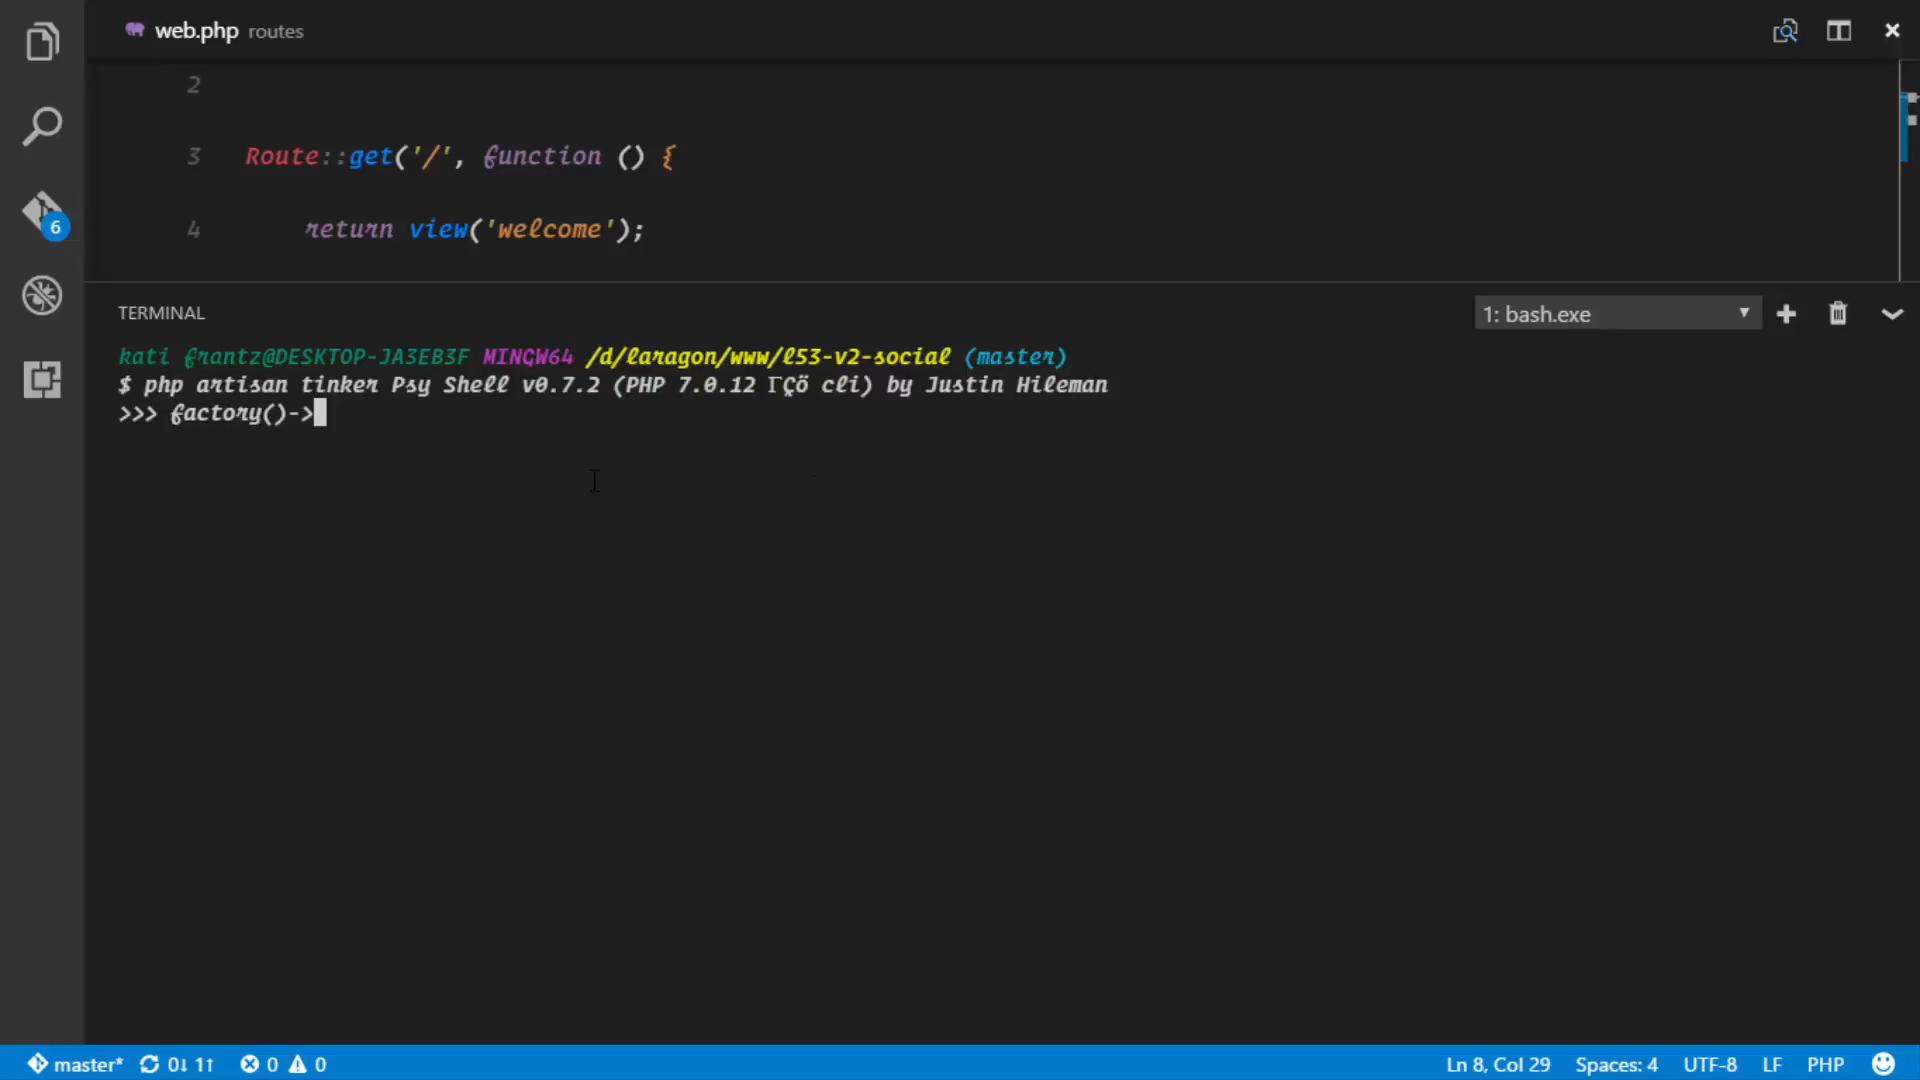 web.php routes
2
3 Route::get('/', function () {
6
4 return view('welcome');
TERMINAL
1: bash.exe
kati frantz@DESKTOP-JA3EB3F MINGW64 /d/laragon/www/l53-v2-social (master)
$ php artisan tinker Psy Shell v0.7.2 (PHP 7.0.12 ΓÇö cli) by Justin Hileman
>>> factory()->
master* 0↓ 1↑ 0 0 Ln 8, Col 29 Spaces: 4 UTF-8 LF PHP